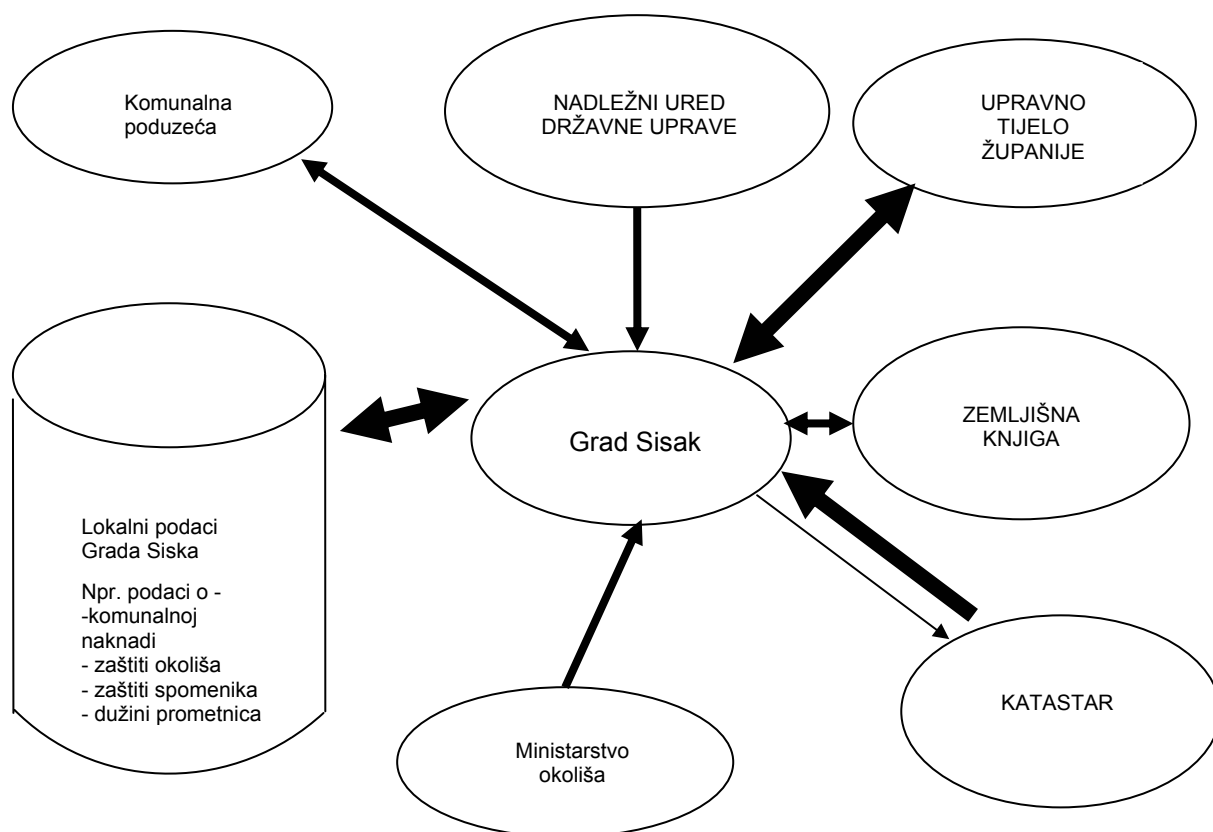 Komunalna
poduzeća
NADLEŽNI URED
DRŽAVNE UPRAVE
UPRAVNO
TIJELO
ŽUPANIJE
Grad Sisak
ZEMLJIŠNA
KNJIGA
Lokalni podaci
Grada Siska
Npr. podaci o -
-komunalnoj
naknadi
- zaštiti okoliša
- zaštiti spomenika
- dužini prometnica
Ministarstvo
okoliša
KATASTAR